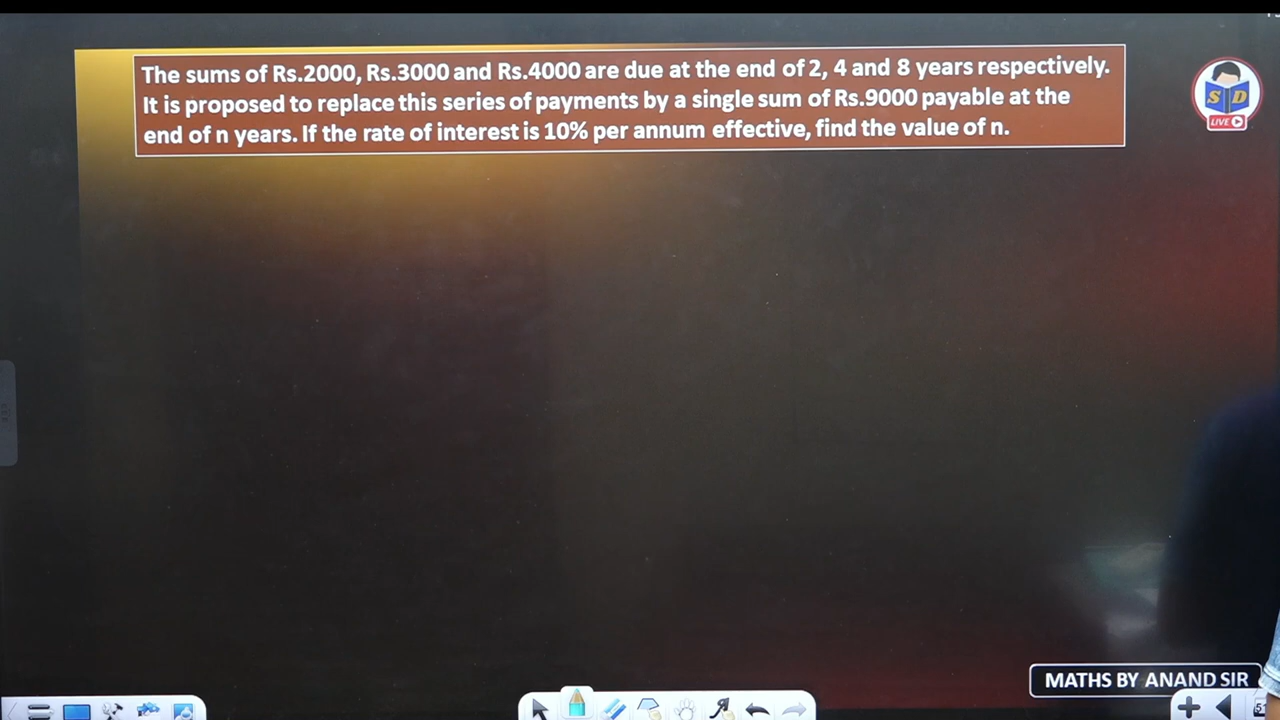 The sums of Rs.2000, Rs.3000 and Rs.4000 are due at the end of 2, 4 and 8 years respectively.
It is proposed to replace this series of payments by a single sum of Rs.9000 payable at the
end of n years. If the rate of interest is 10% per annum effective, find the value of n.
S D
LIVE
MATHS BY ANAND SIR